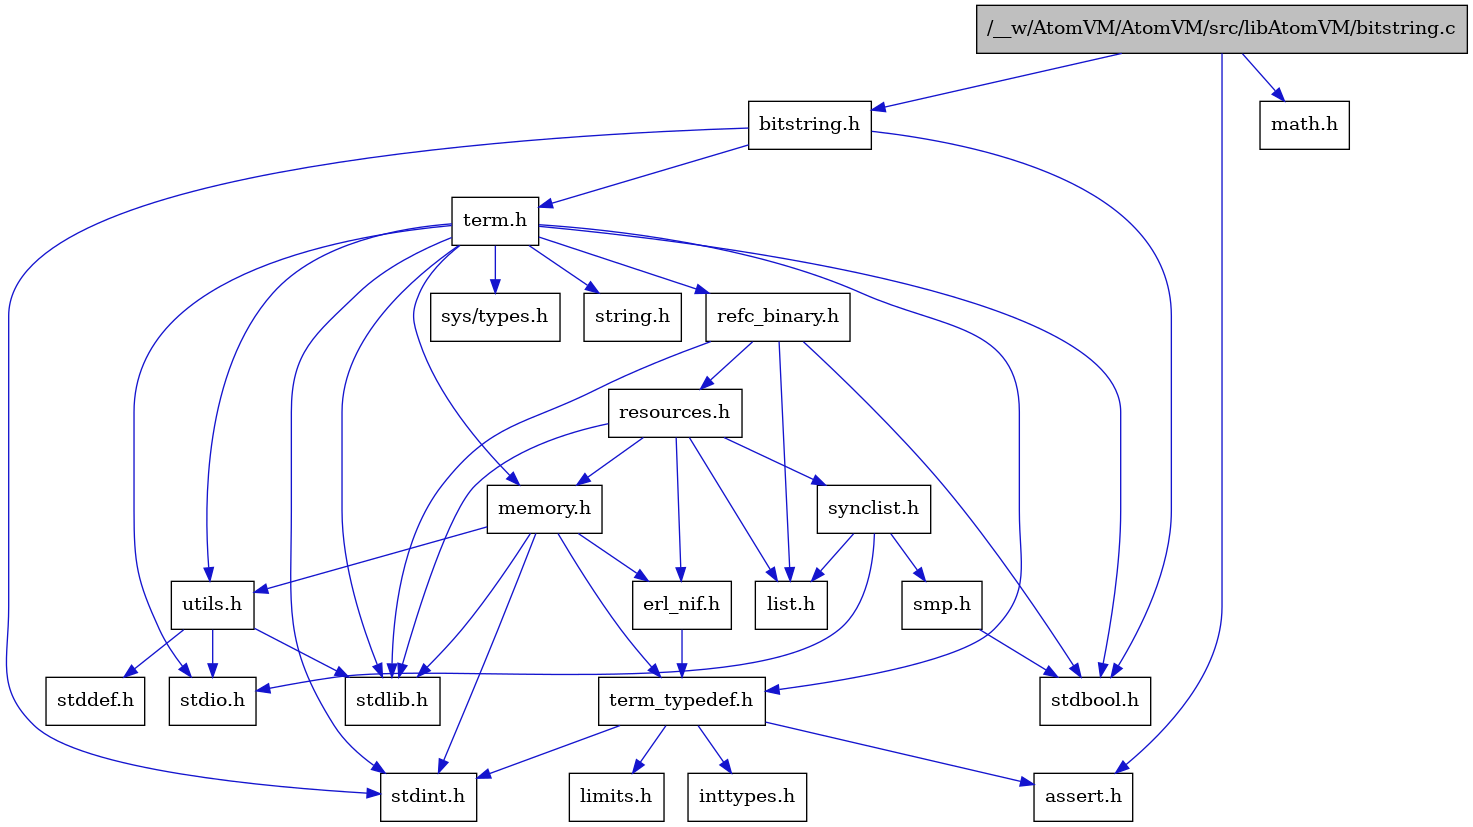 /__w/AtomVM/AtomVM/src/libAtomVM/bitstring.c
bitstring.h
math.h
term.h
sys/types.h
string.h
refc_binary.h
resources.h
memory.h
synclist.h
utils.h
erl_nif.h
list.h
smp.h
stddef.h
stdio.h
stdlib.h
term_typedef.h
stdbool.h
stdint.h
limits.h
inttypes.h
assert.h